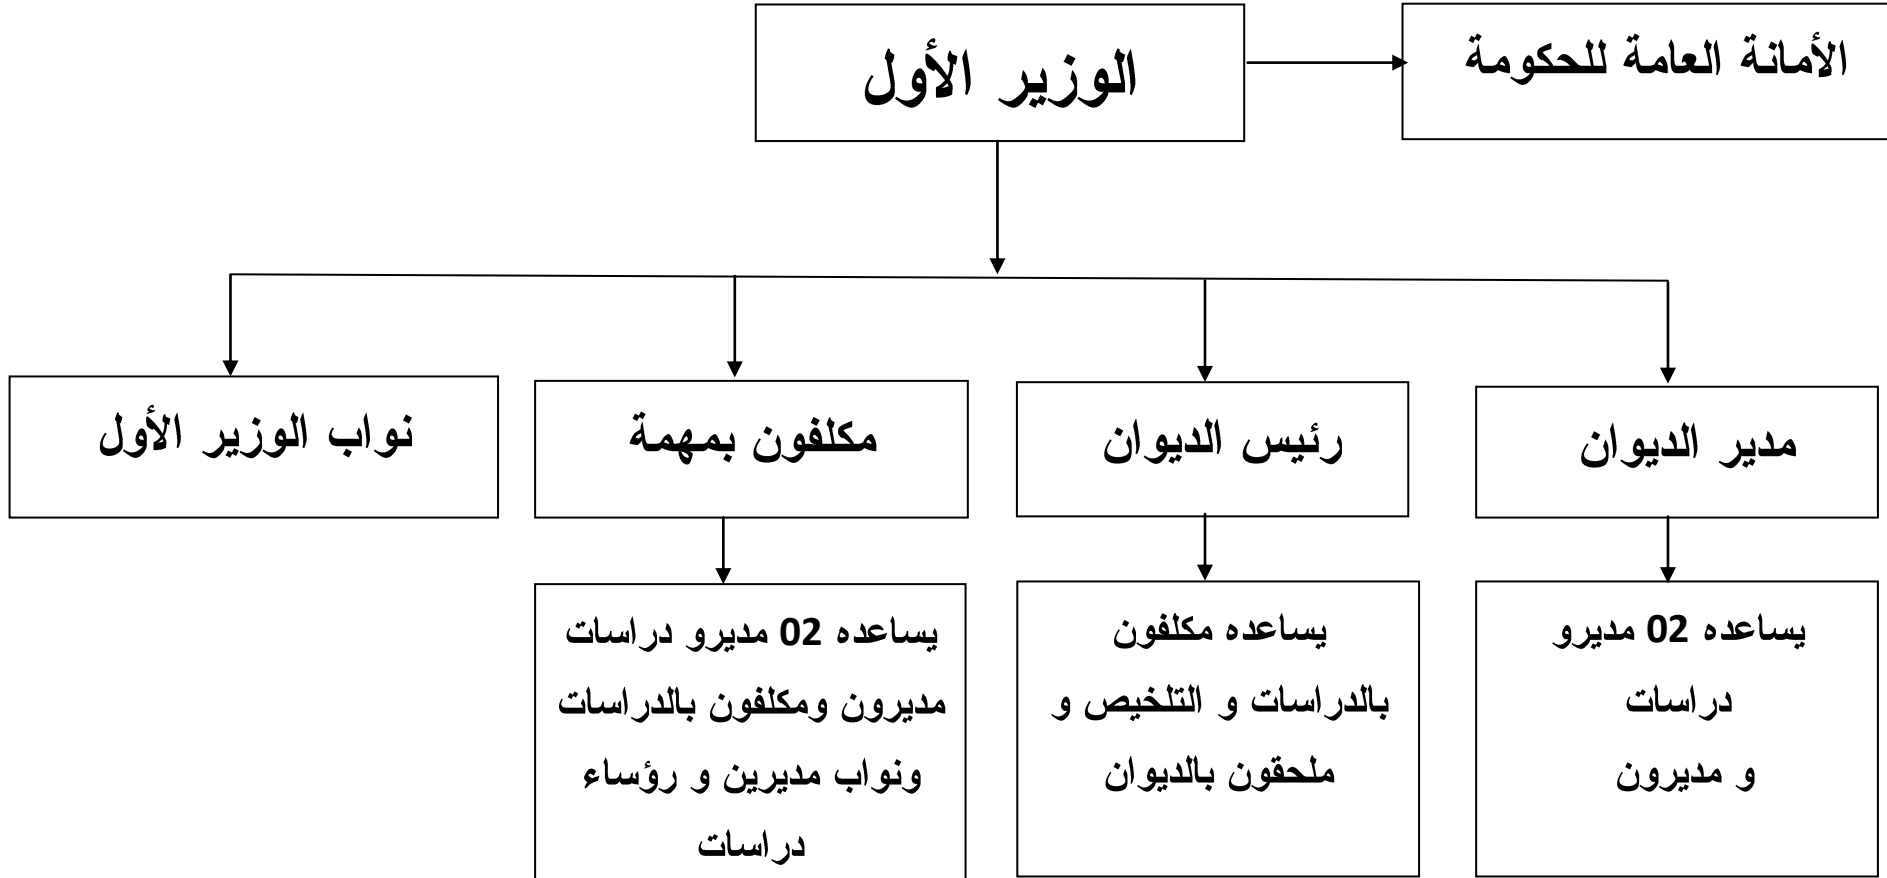 الأمانة العامة للحكومة
الوزير الأول
مدير الديوان
رئيس الديوان
مكلفون بمهمة
نواب الوزير الأول
يساعده 02 مديرو
دراسات
و مديرون
يساعده مكلفون
بالدراسات و التلخيص و
ملحقون بالديوان
يساعده 02 مديرو دراسات
مديرون ومكلفون بالدراسات
ونواب مديرين و رؤساء
دراسات